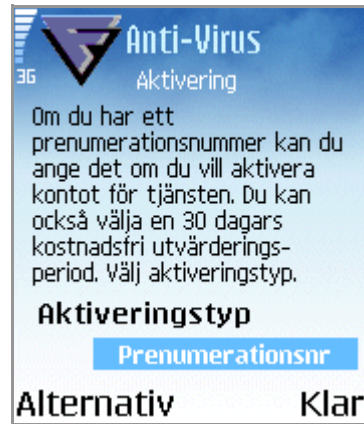 Anti-Virus
3G
Aktivering
Om du har ett
prenumerationsnummer kan du
ange det om du vill aktivera
kontot för tjänsten. Du kan
också välja en 30 dagars
kostnadsfri utvärderings-
period. Välj aktiveringstyp.
Aktiveringstyp
Prenumerationsnr
Alternativ Klar